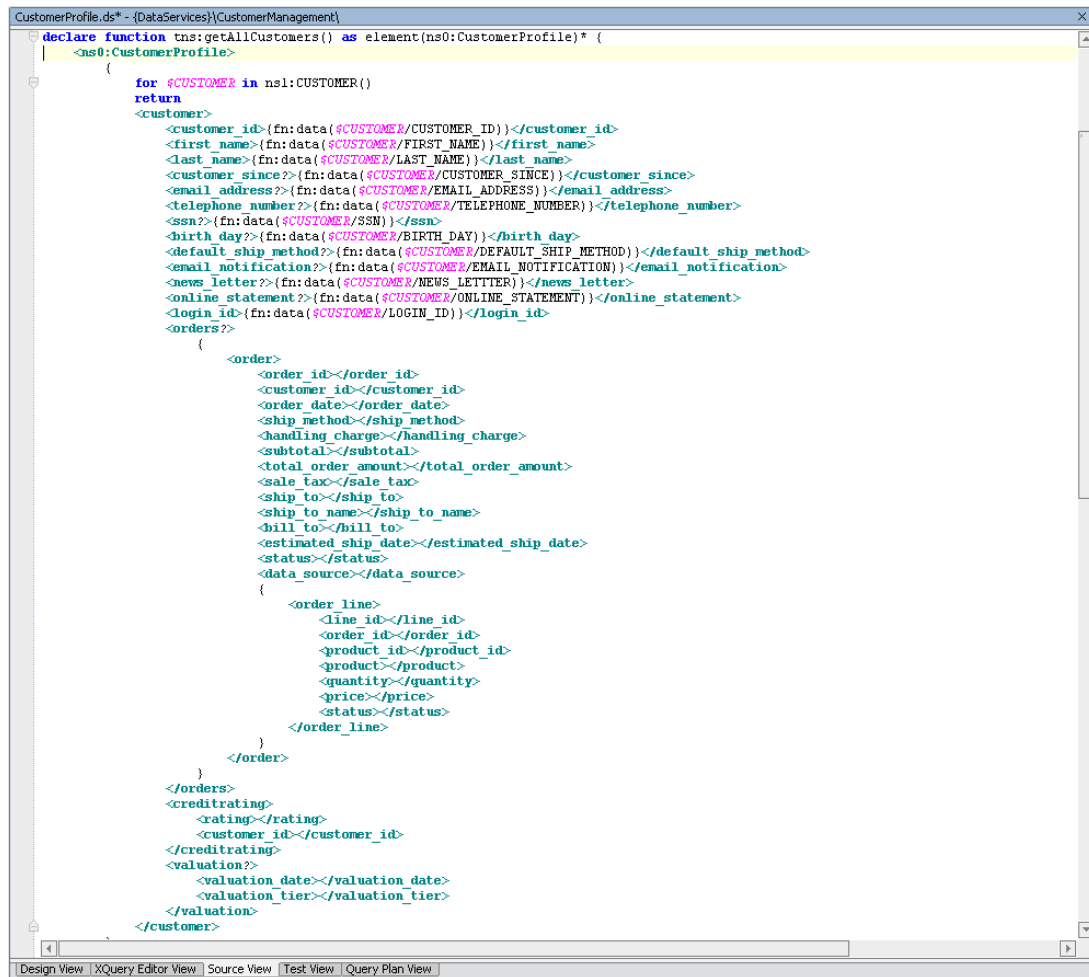 CustomerProfile.ds* - {DataServices}\CustomerManagement\
declare function tns:getAllCustomers() as element(ns0:CustomerProfile)* {
<ns0:CustomerProfile>
{
for $CUSTOMER in ns1:CUSTOMER()
return
<customer>
<customer_id>{fn:data($CUSTOMER/CUSTOMER_ID)}</customer_id>
<first_name>{fn:data($CUSTOMER/FIRST_NAME)}</first_name>
<last_name>{fn:data($CUSTOMER/LAST_NAME)}</last_name>
<customer_since?>{fn:data($CUSTOMER/CUSTOMER_SINCE)}</customer_since>
<email_address?>{fn:data($CUSTOMER/EMAIL_ADDRESS)}</email_address>
<telephone_number?>{fn:data($CUSTOMER/TELEPHONE_NUMBER)}</telephone_number>
<ssn?>{fn:data($CUSTOMER/SSN)}</ssn>
<birth_day?>{fn:data($CUSTOMER/BIRTH_DAY)}</birth_day>
<default_ship_method?>{fn:data($CUSTOMER/DEFAULT_SHIP_METHOD)}</default_ship_method>
<email_notification?>{fn:data($CUSTOMER/EMAIL_NOTIFICATION)}</email_notification>
<news_letter?>{fn:data($CUSTOMER/NEWS_LETTTER)}</news_letter>
<online_statement?>{fn:data($CUSTOMER/ONLINE_STATEMENT)}</online_statement>
<login_id>{fn:data($CUSTOMER/LOGIN_ID)}</login_id>
<orders?>
{
<order>
<order_id></order_id>
<customer_id></customer_id>
<order_date></order_date>
<ship_method></ship_method>
<handling_charge></handling_charge>
<subtotal></subtotal>
<total_order_amount></total_order_amount>
<sale_tax></sale_tax>
<ship_to></ship_to>
<ship_to_name></ship_to_name>
<bill_to></bill_to>
<estimated_ship_date></estimated_ship_date>
<status></status>
<data_source></data_source>
{
<order_line>
<line_id></line_id>
<order_id></order_id>
<product_id></product_id>
<product></product>
<quantity></quantity>
<price></price>
<status></status>
</order_line>
}
</order>
}
</orders>
<creditrating>
<rating></rating>
<customer_id></customer_id>
</creditrating>
<valuation?>
<valuation_date></valuation_date>
<valuation_tier></valuation_tier>
</valuation>
</customer>
Design View XQuery Editor View Source View Test View Query Plan View